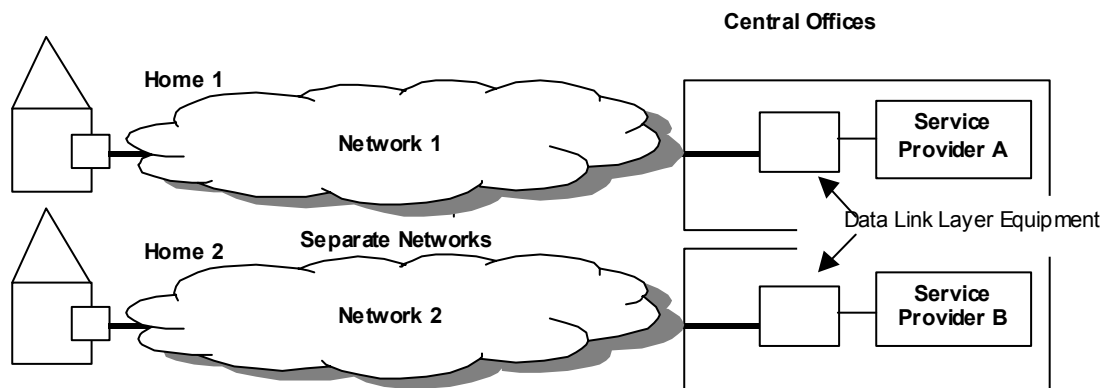 Central Offices
Home 1
Network 1
Service
Provider A
Data Link Layer Equipment
Separate Networks
Home 2
Network 2
Service
Provider B